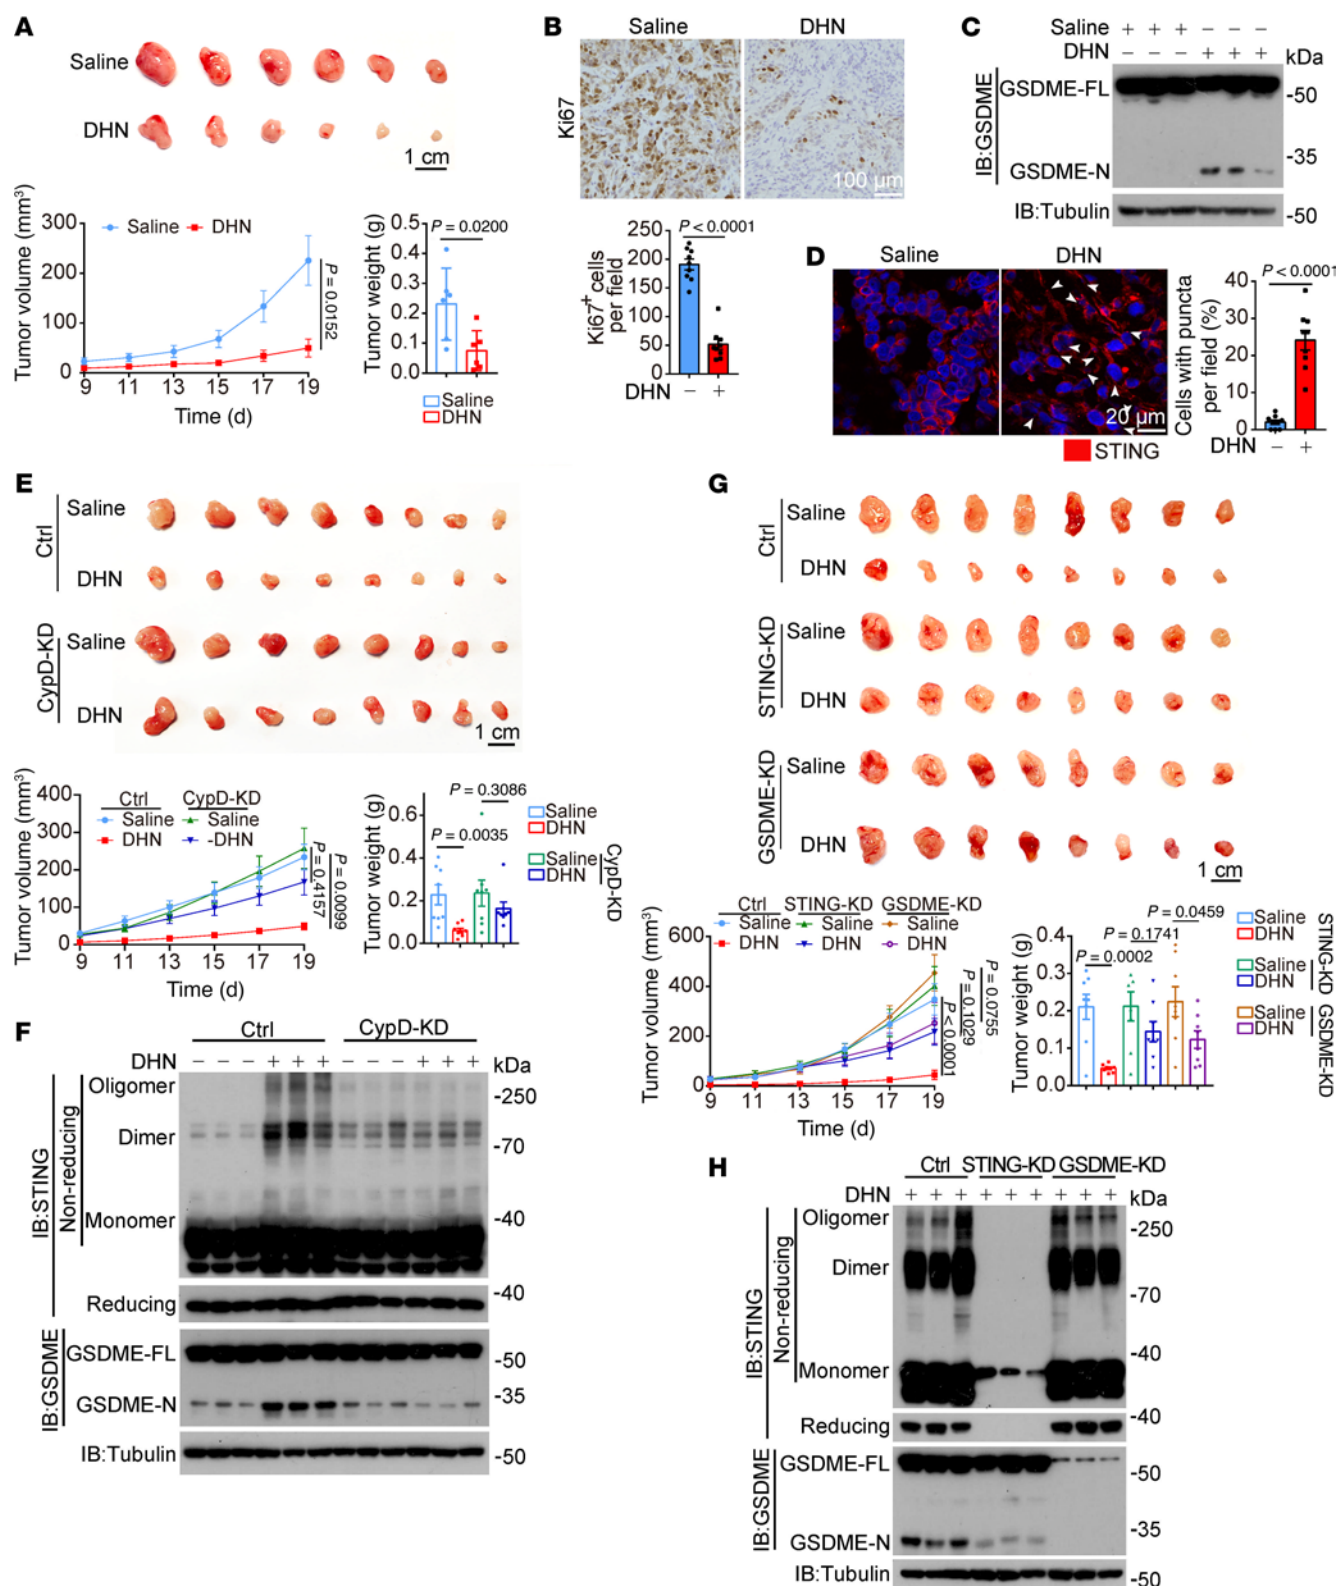 A
Saline
DHN
1 cm
Tumor volume (mm³)
300
200
100
0
9 11 13 15 17 19
Time (d)
Saline DHN
P = 0.0152
Tumor weight (g)
0.5
0.4
0.3
0.2
0.1
0.0
P = 0.0200
Saline
DHN
B
Saline DHN
Ki67
100 µm
Ki67⁺ cells
per field
250
200
150
100
50
0
P < 0.0001
DHN − +
C
Saline + + + − − −
DHN − − − + + + kDa
IB:GSDME
GSDME-FL -50
-35
GSDME-N
IB:Tubulin -50
D
Saline DHN
20 µm
STING
Cells with puncta
per field (%)
40
30
20
10
0
P < 0.0001
DHN − +
E
Ctrl
Saline
DHN
CypD-KD
Saline
DHN
1 cm
Tumor volume (mm³)
400
300
200
100
0
9 11 13 15 17 19
Time (d)
Ctrl CypD-KD
Saline Saline
DHN -DHN
P = 0.4157
P = 0.0099
Tumor weight (g)
0.6
0.4
0.2
0.0
P = 0.3086
P = 0.0035
Saline
DHN
Saline
DHN
CypD-KD
F
Ctrl CypD-KD
DHN − − − + + + − − − + + + kDa
IB:STING
Non-reducing
Oligomer
-250
Dimer
-70
Monomer -40
-40
Reducing
IB:GSDME
GSDME-FL -50
-35
GSDME-N
IB:Tubulin -50
G
Ctrl
Saline
DHN
STING-KD
Saline
DHN
GSDME-KD
Saline
DHN
1 cm
Tumor volume (mm³)
600
400
200
0
9 11 13 15 17 19
Time (d)
Ctrl STING-KD GSDME-KD
Saline Saline Saline
DHN DHN DHN
P < 0.0001
P = 0.1029
P = 0.0755
Tumor weight (g)
0.4
0.3
0.2
0.1
0.0
P = 0.0459
P = 0.1741
P = 0.0002
Saline
DHN
Saline
DHN
STING-KD
Saline
DHN
GSDME-KD
H
Ctrl STING-KD GSDME-KD
DHN + + + + + + + + + kDa
IB:STING
Non-reducing
Oligomer -250
Dimer
-70
-40
Monomer
-40
Reducing
IB:GSDME
GSDME-FL -50
-35
GSDME-N
IB:Tubulin -50